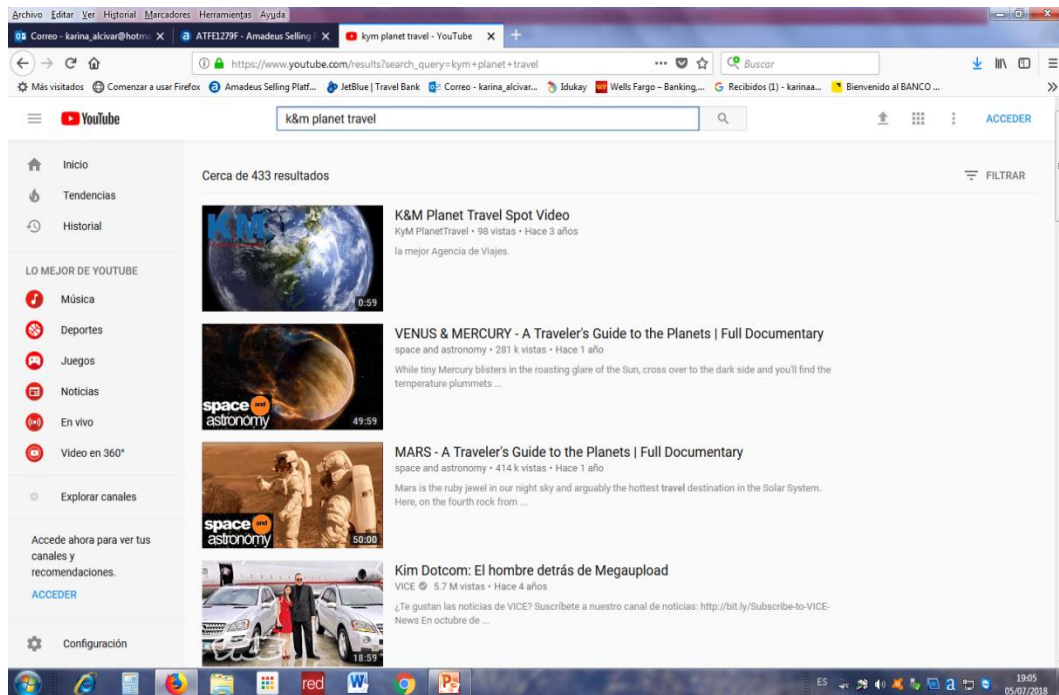 Archivo Editar Ver Historial Marcadores Herramientas Ayuda
Correo - karina_alcivar@hotma
ATFE1279F - Amadeus Selling
kym planet travel - YouTube
https://www.youtube.com/results?search_query=kym+planet+travel
Buscar
Más visitados Comenzar a usar Firefox Amadeus Selling Platf... JetBlue | Travel Bank Correo - karina_alcivar... Idukay Wells Fargo – Banking,... Recibidos (1) - karinaa... Bienvenido al BANCO ...
YouTube
k&m planet travel
ACCEDER
Inicio
Tendencias
Historial
LO MEJOR DE YOUTUBE
Música
Deportes
Juegos
Noticias
En vivo
Video en 360°
Explorar canales
Accede ahora para ver tus
canales y
recomendaciones.
ACCEDER
Configuración
Cerca de 433 resultados
FILTRAR
KM
0:59
K&M Planet Travel Spot Video
KyM PlanetTravel • 98 vistas • Hace 3 años
la mejor Agencia de Viajes.
space and
astronomy
49:59
VENUS & MERCURY - A Traveler's Guide to the Planets | Full Documentary
space and astronomy • 281 k vistas • Hace 1 año
While tiny Mercury blisters in the roasting glare of the Sun, cross over to the dark side and you'll find the
temperature plummets ...
space and
astronomy
50:00
MARS - A Traveler's Guide to the Planets | Full Documentary
space and astronomy • 414 k vistas • Hace 1 año
Mars is the ruby jewel in our night sky and arguably the hottest travel destination in the Solar System.
Here, on the fourth rock from ...
18:59
Kim Dotcom: El hombre detrás de Megaupload
VICE 5.7 M vistas • Hace 4 años
¿Te gustan las noticias de VICE? Suscríbete a nuestro canal de noticias: http://bit.ly/Subscribe-to-VICE-
News En octubre de ...
red
ES
19:05
05/07/2018